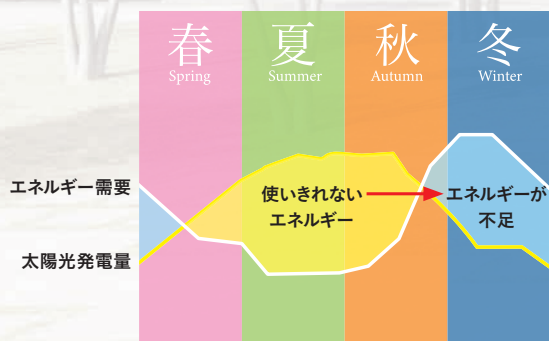 春 夏 秋 冬
Spring Summer Autumn Winter
エネルギー需要
使いきれない
エネルギー
エネルギーが
不足
太陽光発電量